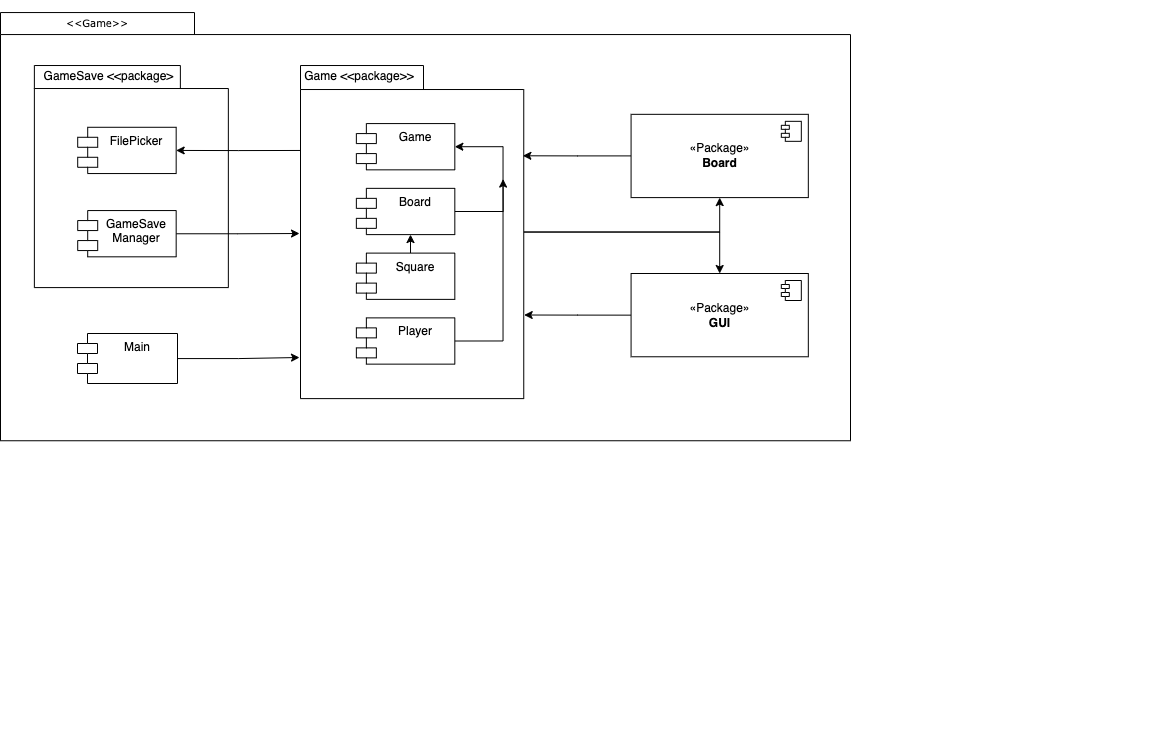 <<Game>>
GameSave <<package>
FilePicker
GameSave
Manager
Main
Game <<package>>
Game
Board
Square
Player
«Package»
Board
«Package»
GUI